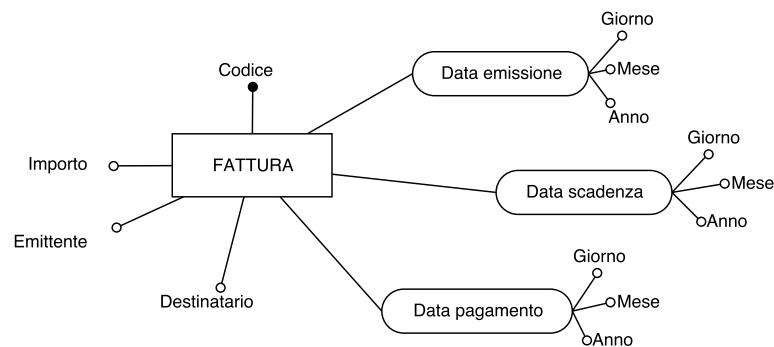 Giorno
Codice
Data emissione
Mese
Anno
Giorno
Importo
FATTURA
Data scadenza
Mese
Anno
Emittente
Giorno
Destinatario
Data pagamento
Mese
Anno